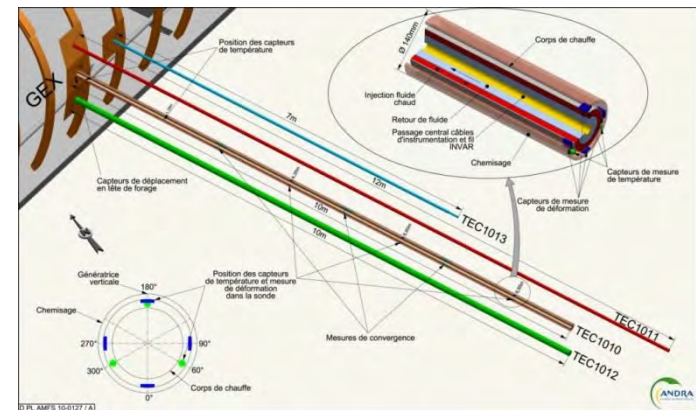 GEX
Position des capteurs
de température
7m
12m
10m
10m
TEC1013
TEC1011
TEC1010
TEC1012
Ø 140mm
Corps de chauffe
Injection fluide
chaud
Retour de fluide
Passage central câbles
d'instrumentation et fil
INVAR
Chemisage
Capteurs de mesure
de température
Capteurs de mesure
de déformation
Capteurs de déplacement
en tête de forage
Génératrice
verticale
180°
Position des capteurs
de température et mesure
de déformation
dans la sonde
Chemisage
270°
90°
300°
60°
0°
Corps de chauffe
Mesures de convergence
D.PL.AMFS.10-0127 / A
ANDRA